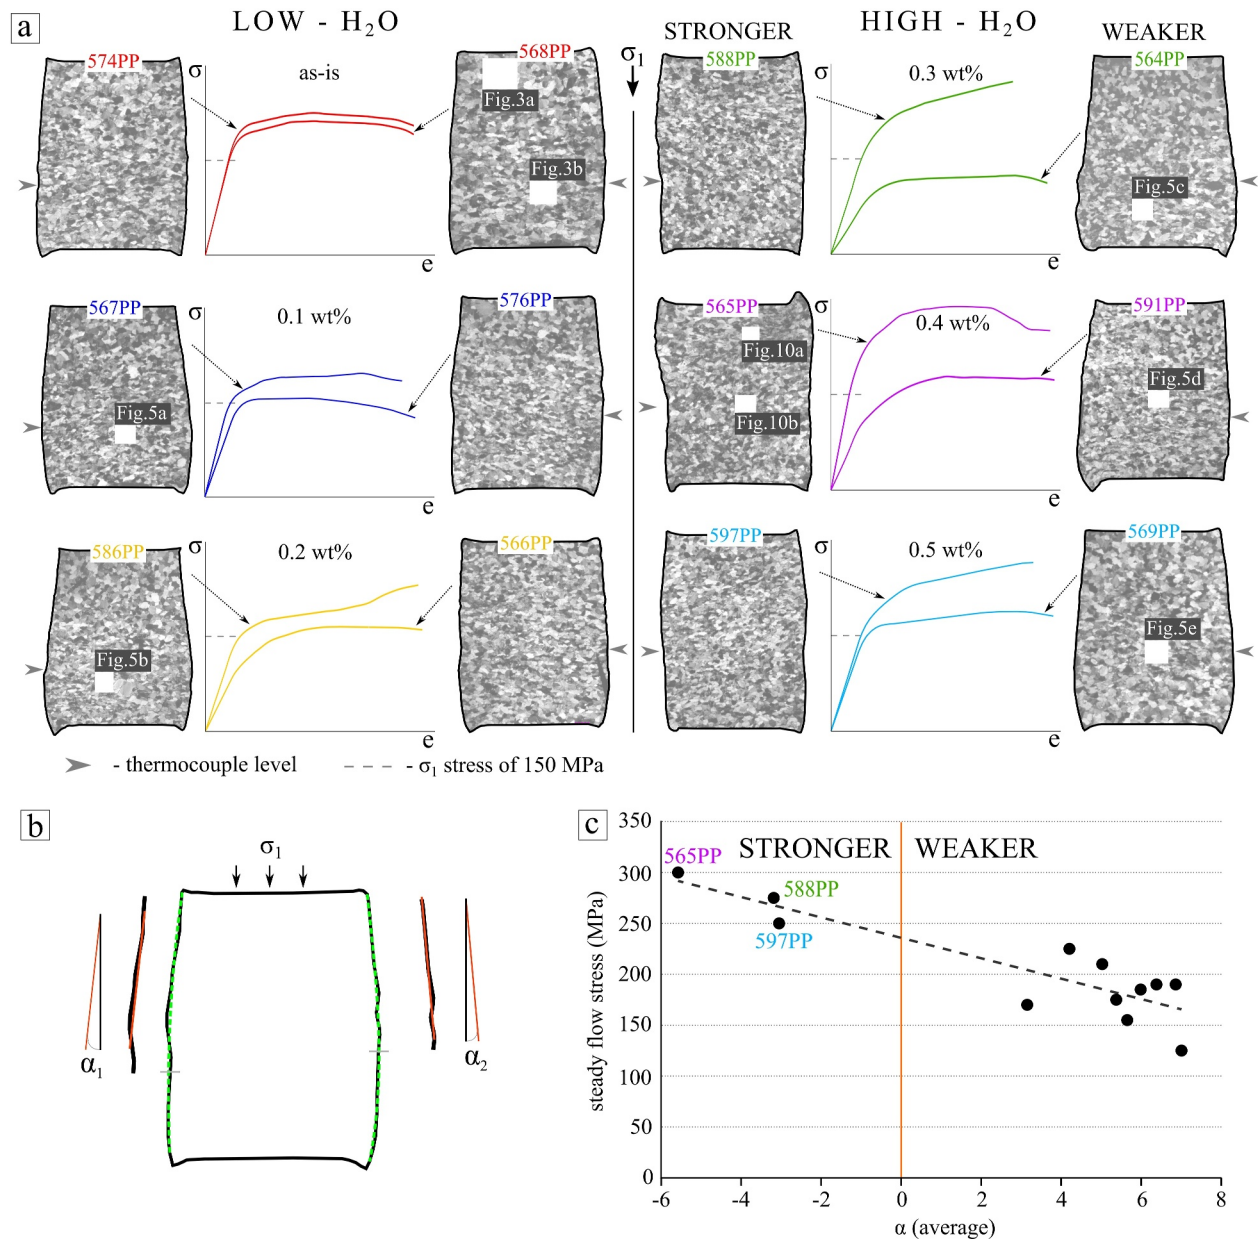 a
LOW - H₂O
HIGH - H₂O
STRONGER
WEAKER
σ₁
574PP
σ
as-is
e
568PP
Fig.3a
Fig.3b
588PP
σ
0.3 wt%
e
564PP
Fig.5c
567PP
Fig.5a
σ
0.1 wt%
e
576PP
565PP
Fig.10a
Fig.10b
σ
0.4 wt%
e
591PP
Fig.5d
586PP
Fig.5b
σ
0.2 wt%
e
566PP
597PP
σ
0.5 wt%
e
569PP
Fig.5e
- thermocouple level
- σ₁ stress of 150 MPa
b
σ₁
α₁
α₂
c
STRONGER
WEAKER
565PP
588PP
597PP
steady flow stress (MPa)
350
300
250
200
150
100
50
0
-6 -4 -2 0 2 4 6 8
α (average)